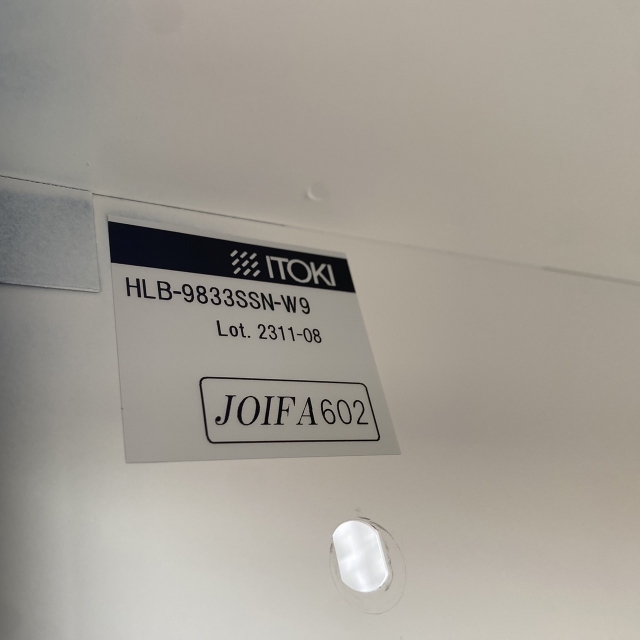 ITOKI
HLB-9833SSN-W9
Lot. 2311-08
JOIFA602